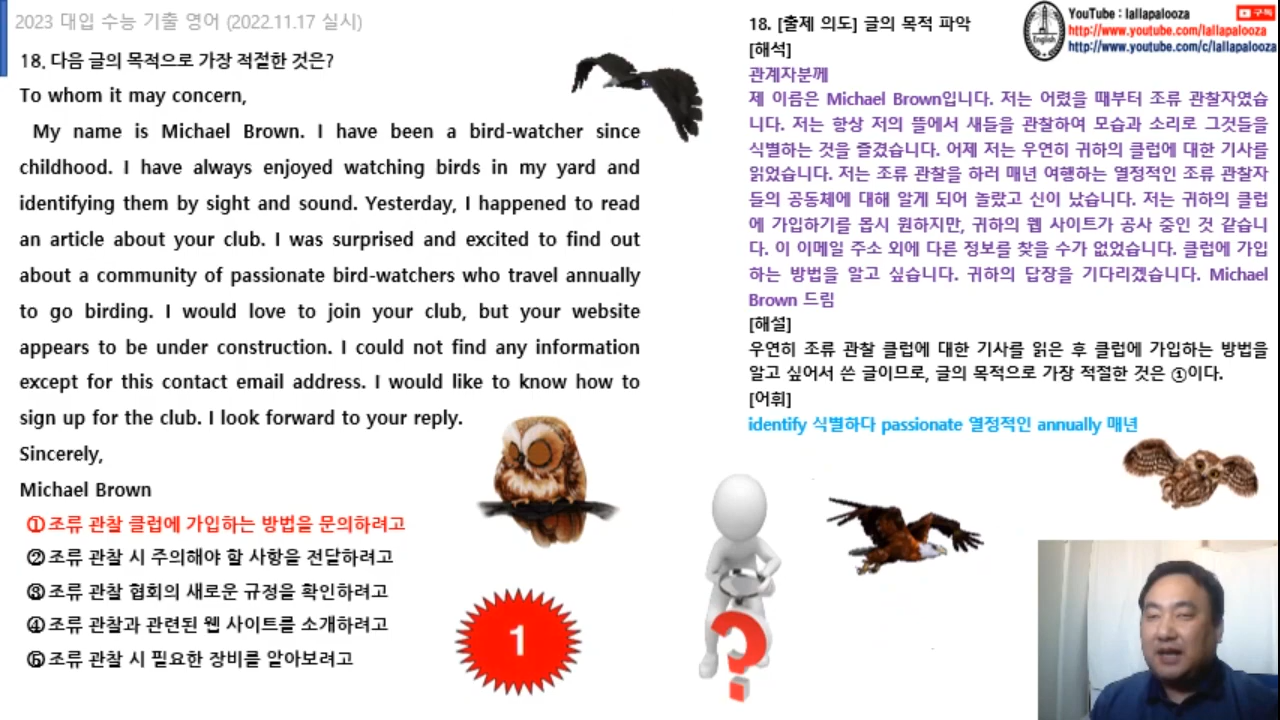 2023 대입 수능 기출 영어 (2022.11.17 실시)
18. 다음 글의 목적으로 가장 적절한 것은?
To whom it may concern,
My name is Michael Brown. I have been a bird-watcher since
childhood. I have always enjoyed watching birds in my yard and
identifying them by sight and sound. Yesterday, I happened to read
an article about your club. I was surprised and excited to find out
about a community of passionate bird-watchers who travel annually
to go birding. I would love to join your club, but your website
appears to be under construction. I could not find any information
except for this contact email address. I would like to know how to
sign up for the club. I look forward to your reply.
Sincerely,
Michael Brown
① 조류 관찰 클럽에 가입하는 방법을 문의하려고
② 조류 관찰 시 주의해야 할 사항을 전달하려고
③ 조류 관찰 협회의 새로운 규정을 확인하려고
④ 조류 관찰과 관련된 웹 사이트를 소개하려고
⑤ 조류 관찰 시 필요한 장비를 알아보려고
1
18. [출제 의도] 글의 목적 파악
[해석]
관계자분께
제 이름은 Michael Brown입니다. 저는 어렸을 때부터 조류 관찰자였습
니다. 저는 항상 저의 뜰에서 새들을 관찰하여 모습과 소리로 그것들을
식별하는 것을 즐겼습니다. 어제 저는 우연히 귀하의 클럽에 대한 기사를
읽었습니다. 저는 조류 관찰을 하러 매년 여행하는 열정적인 조류 관찰자
들의 공동체에 대해 알게 되어 놀랐고 신이 났습니다. 저는 귀하의 클럽
에 가입하기를 몹시 원하지만, 귀하의 웹 사이트가 공사 중인 것 같습니
다. 이 이메일 주소 외에 다른 정보를 찾을 수가 없었습니다. 클럽에 가입
하는 방법을 알고 싶습니다. 귀하의 답장을 기다리겠습니다. Michael
Brown 드림
[해설]
우연히 조류 관찰 클럽에 대한 기사를 읽은 후 클럽에 가입하는 방법을
알고 싶어서 쓴 글이므로, 글의 목적으로 가장 적절한 것은 ①이다.
[어휘]
identify 식별하다 passionate 열정적인 annually 매년
English
YouTube : lallapalooza
구독
http://www.youtube.com/lallapalooza
http://www.youtube.com/c/lallapalooza
?